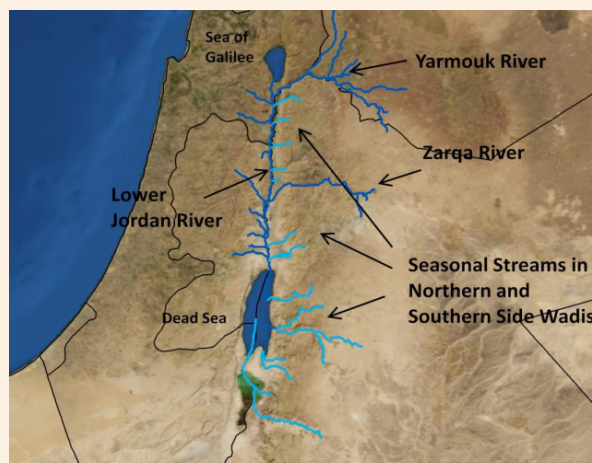 Sea of
Galilee
Yarmouk River
Zarqa River
Lower
Jordan River
Seasonal Streams in
Northern and
Southern Side Wadis
Dead Sea